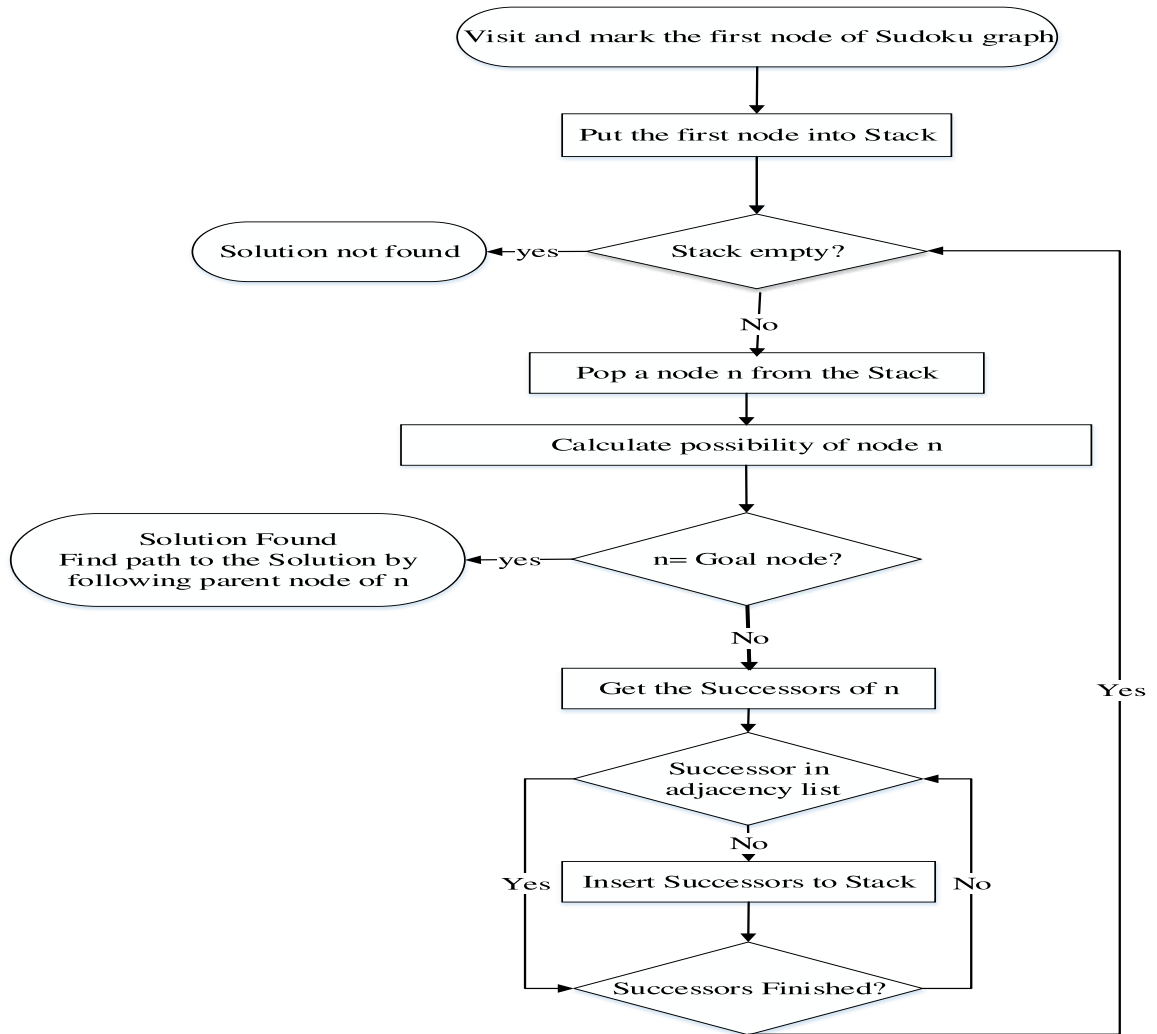 Visit and mark the first node of Sudoku graph
Put the first node into Stack
Solution not found
yes
Stack empty?
No
Pop a node n from the Stack
Calculate possibility of node n
Solution Found
Find path to the Solution by
following parent node of n
yes
n= Goal node?
No
Get the Successors of n
Yes
Successor in
adjacency list
No
Yes
Insert Successors to Stack
No
Successors Finished?